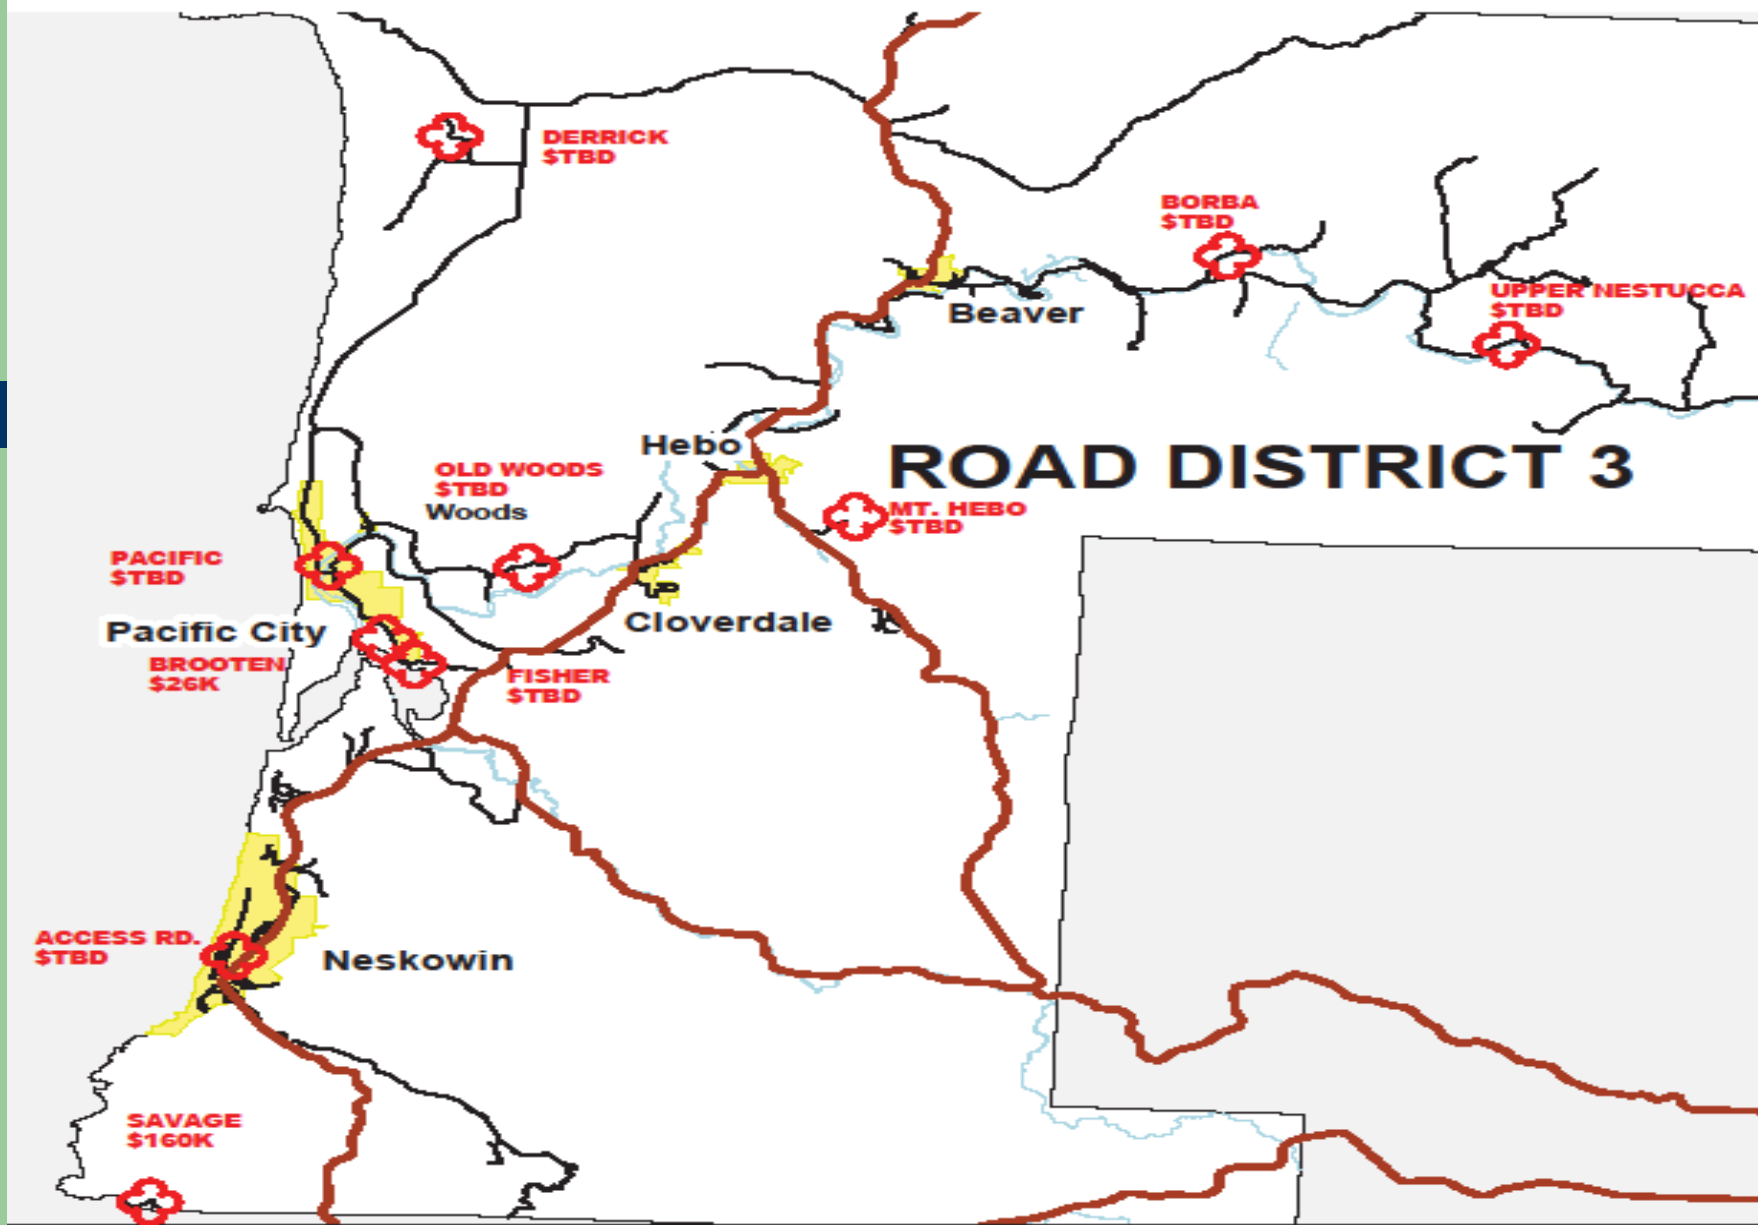 DERRICK
$TBD
BORBA
$TBD
UPPER NESTUCCA
$TBD
Beaver
Hebo
ROAD DISTRICT 3
OLD WOODS
$TBD
Woods
MT. HEBO
$TBD
PACIFIC
$TBD
Pacific City
Cloverdale
BROOTEN
$26K
FISHER
$TBD
ACCESS RD.
$TBD
Neskowin
SAVAGE
$160K